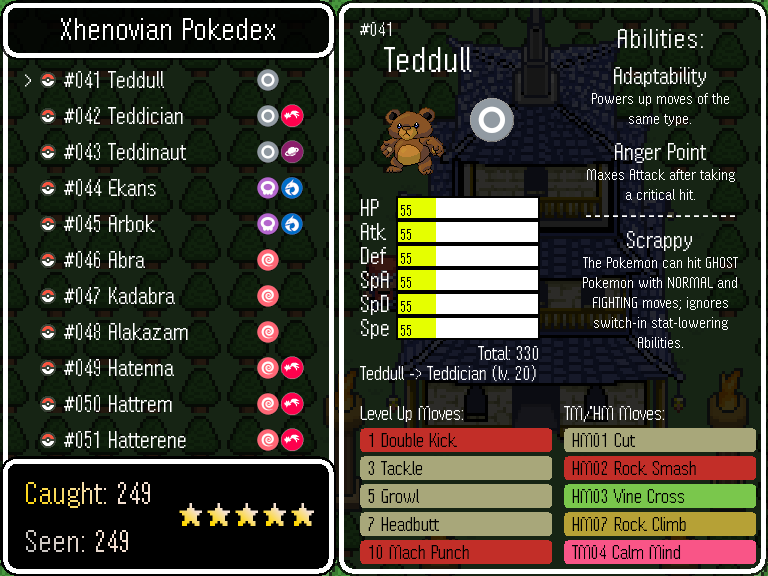 Xhenovian Pokedex
#041 Teddull
#042 Teddician
#043 Teddinaut
#044 Ekans
#045 Arbok
#046 Abra
#047 Kadabra
#048 Alakazam
#049 Hatenna
#050 Hattrem
#051 Hatterene
Caught: 249
Seen: 249
#041
Teddull
HP 55
Atk 55
Def 55
SpA 55
SpD 55
Spe 55
Total: 330
Teddull -> Teddician (lv. 20)
Abilities:
Adaptability
Powers up moves of the
same type.
Anger Point
Maxes Attack after taking
a critical hit.
Scrappy
The Pokemon can hit GHOST
Pokemon with NORMAL and
FIGHTING moves; ignores
switch-in stat-lowering
Abilities.
Level Up Moves:
1 Double Kick
3 Tackle
5 Growl
7 Headbutt
10 Mach Punch
TM/HM Moves:
HM01 Cut
HM02 Rock Smash
HM03 Vine Cross
HM07 Rock Climb
TM04 Calm Mind